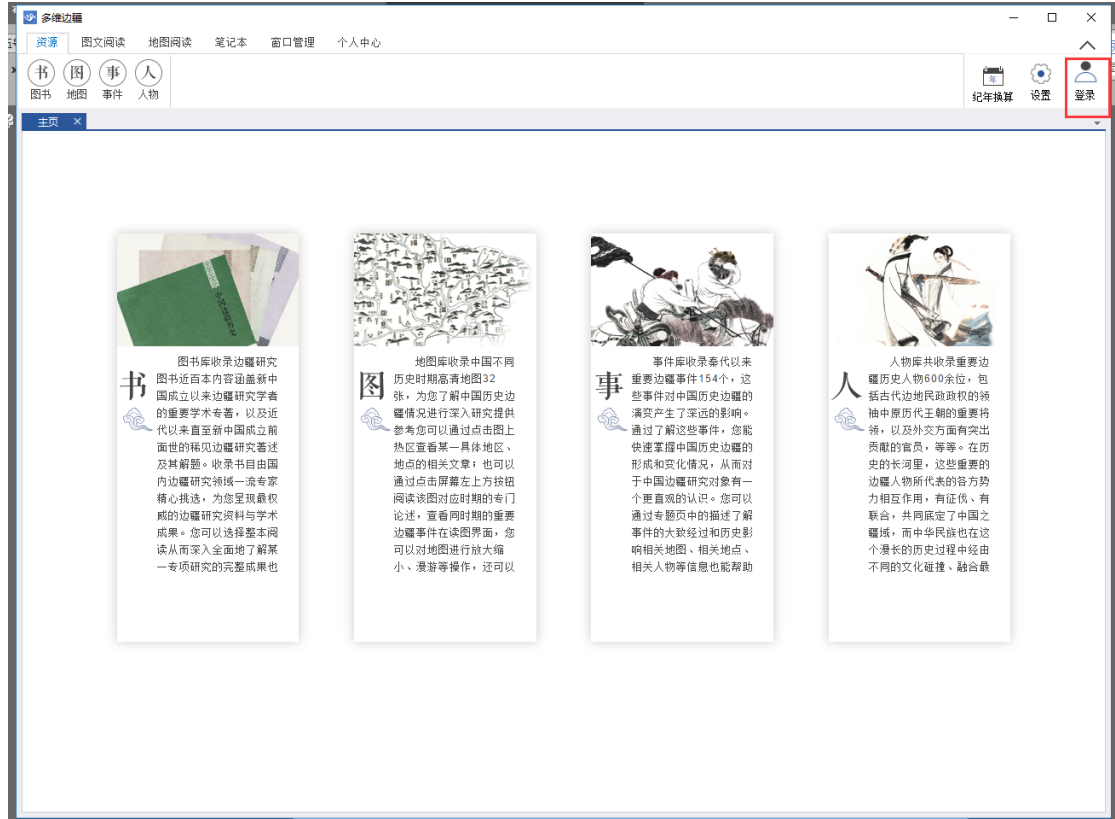 多维边疆
资源 图文阅读 地图阅读 笔记本 窗口管理 个人中心
书 图 事 人
年
图书 地图 事件 人物
纪年换算 设置 登录
主页
图书库收录边疆研究
图书近百本内容涵盖新中
国成立以来边疆研究学者
的重要学术专著，以及近
代以来直至新中国成立前
面世的稀见边疆研究著述
及其解题。收录书目由国
内边疆研究领域一流专家
精心挑选，为您呈现最权
威的边疆研究资料与学术
成果。您可以选择整本阅
读从而深入全面地了解某
一专项研究的完整成果也
书
地图库收录中国不同
历史时期高清地图32
张，为您了解中国历史边
疆情况进行深入研究提供
参考您可以通过点击图上
热区查看某一具体地区、
地点的相关文章；也可以
通过点击屏幕左上方按钮
阅读该图对应时期的专门
论述，查看同时期的重要
边疆事件在读图界面，您
可以对地图进行放大缩
小、漫游等操作，还可以
图
事件库收录秦代以来
重要边疆事件154个，这
些事件对中国历史边疆的
演变产生了深远的影响。
通过了解这些事件，您能
快速掌握中国历史边疆的
形成和变化情况，从而对
于中国边疆研究对象有一
个更直观的认识。您可以
通过专题页中的描述了解
事件的大致经过和历史影
响相关地图、相关地点、
相关人物等信息也能帮助
事
人物库共收录重要边
疆历史人物600余位，包
括古代边地民政政权的领
袖中原历代王朝的重要将
领，以及外交方面有突出
贡献的官员，等等。在历
史的长河里，这些重要的
边疆人物所代表的各方势
力相互作用，有征伐、有
联合，共同底定了中国之
疆域，而中华民族也在这
个漫长的历史过程中经由
不同的文化碰撞、融合最
人